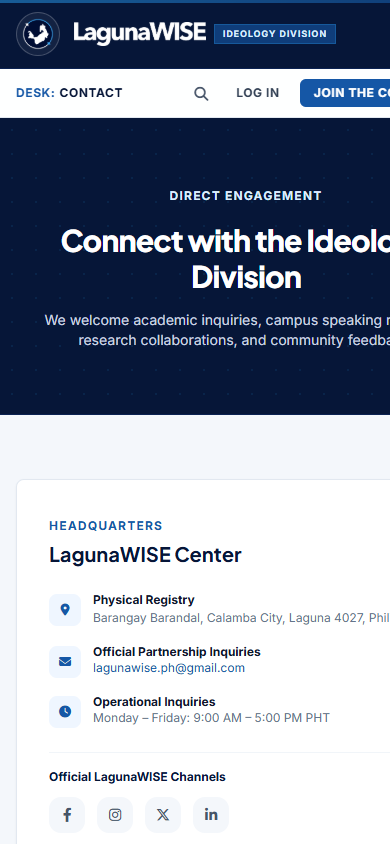 LagunaWISE IDEOLOGY DIVISION
DESK: CONTACT LOG IN JOIN THE
DIRECT ENGAGEMENT
Connect with the
Division
We welcome academic inquiries, campus speaking
research collaborations, and community
HEADQUARTERS
LagunaWISE Center
Physical Registry
Barangay Barandal, Calamba City, Laguna 4027,
Official Partnership Inquiries
lagunawise.ph@gmail.com
Operational Inquiries
Monday – Friday: 9:00 AM – 5:00 PM PHT
Official LagunaWISE Channels